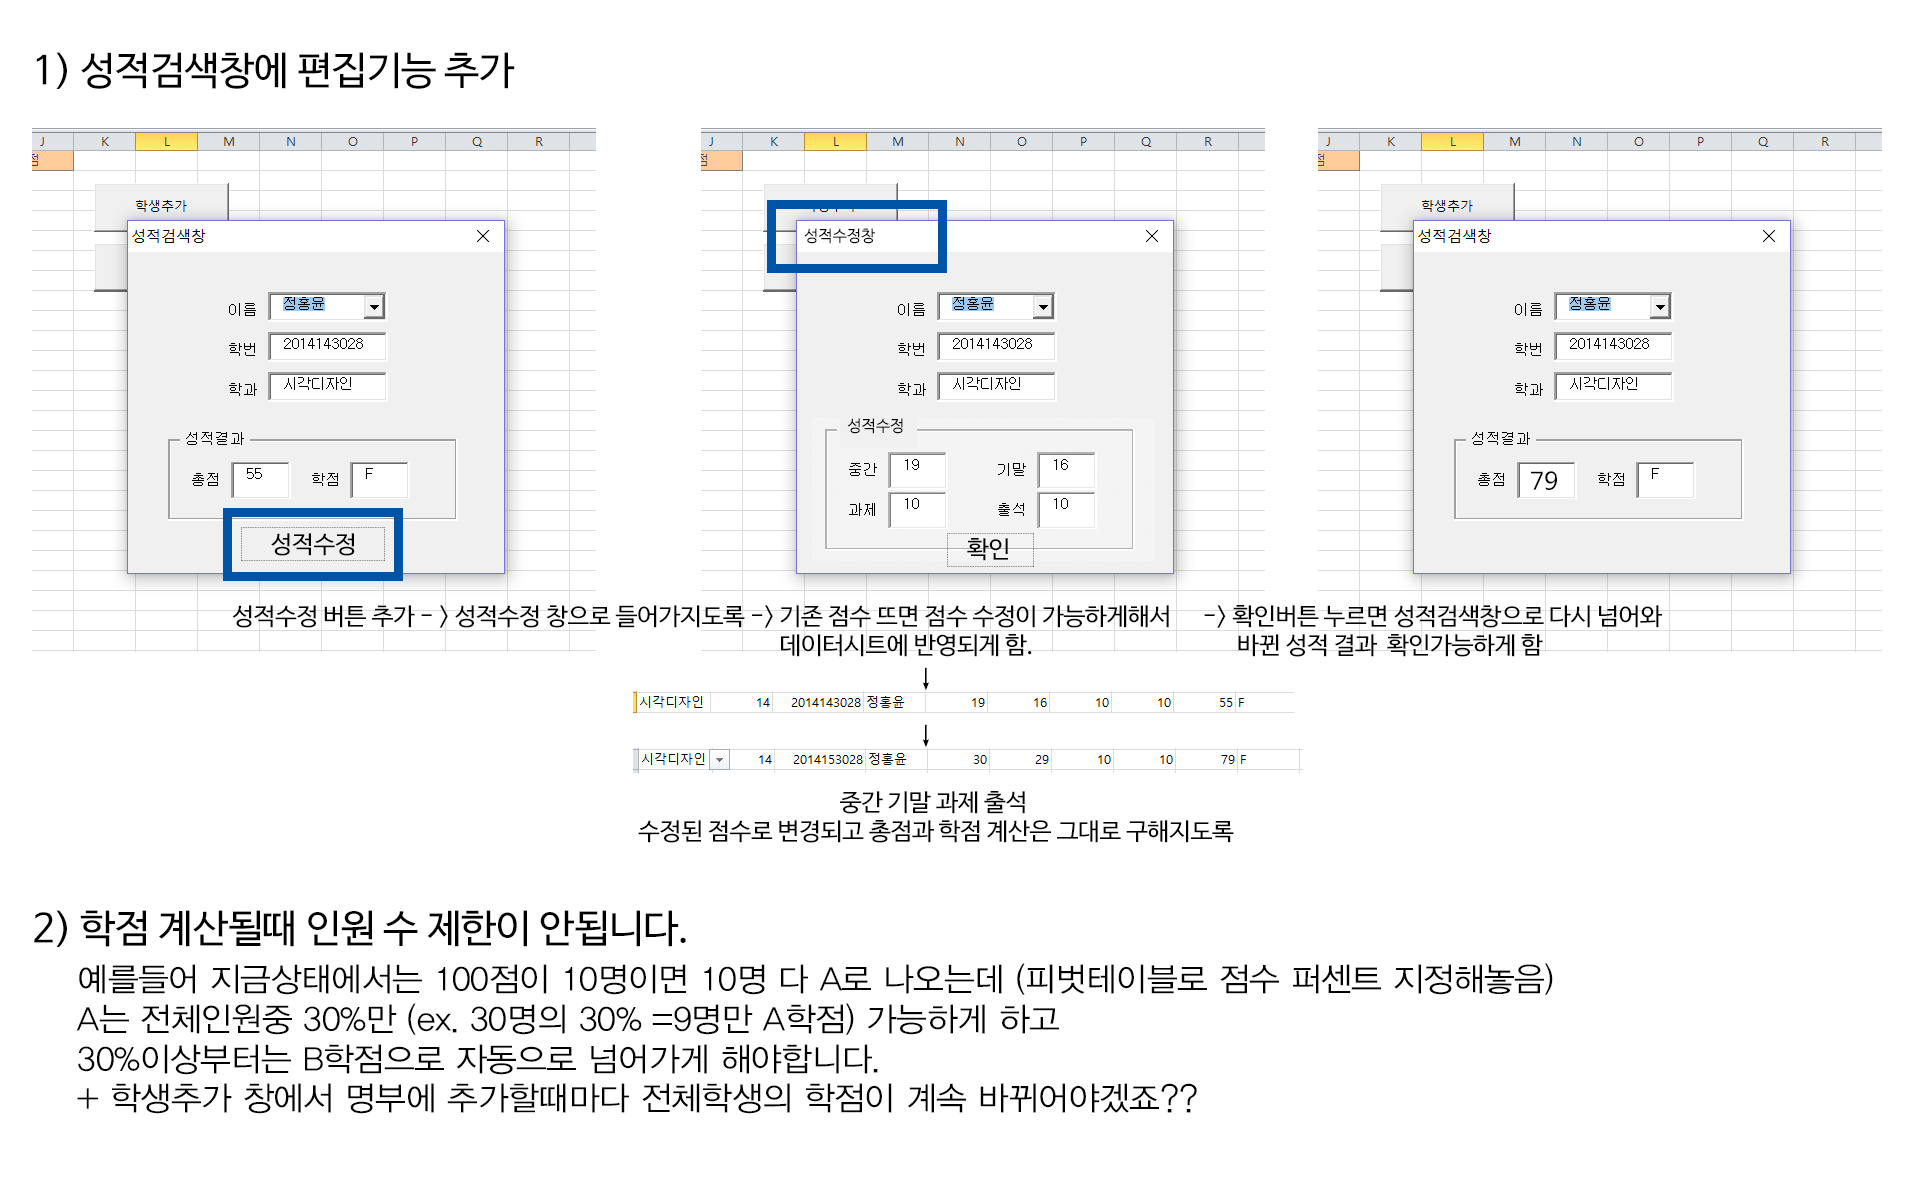 1) 성적검색창에 편집기능 추가
J K L M N O P Q R
점
학생추가
성적검색창
이름 정홍윤
학번 2014143028
학과 시각디자인
성적결과
총점 55 학점 F
성적수정
J K L M N O P Q R
점
성적수정창
이름 정홍윤
학번 2014143028
학과 시각디자인
성적수정
중간 19 기말 16
과제 10 출석 10
확인
J K L M N O P Q R
점
학생추가
성적검색창
이름 정홍윤
학번 2014143028
학과 시각디자인
성적결과
총점 79 학점 F
성적수정 버튼 추가 - > 성적수정 창으로 들어가지도록 -> 기존 점수 뜨면 점수 수정이 가능하게해서
데이터시트에 반영되게 함.
-> 확인버튼 누르면 성적검색창으로 다시 넘어와
바뀐 성적 결과 확인가능하게 함
시각디자인 14 2014143028 정홍윤 19 16 10 10 55 F
시각디자인 14 2014153028 정홍윤 30 29 10 10 79 F
중간 기말 과제 출석
수정된 점수로 변경되고 총점과 학점 계산은 그대로 구해지도록
2) 학점 계산될때 인원 수 제한이 안됩니다.
예를들어 지금상태에서는 100점이 10명이면 10명 다 A로 나오는데 (피벗테이블로 점수 퍼센트 지정해놓음)
A는 전체인원중 30%만 (ex. 30명의 30% =9명만 A학점) 가능하게 하고
30%이상부터는 B학점으로 자동으로 넘어가게 해야합니다.
+ 학생추가 창에서 명부에 추가할때마다 전체학생의 학점이 계속 바뀌어야겠죠??